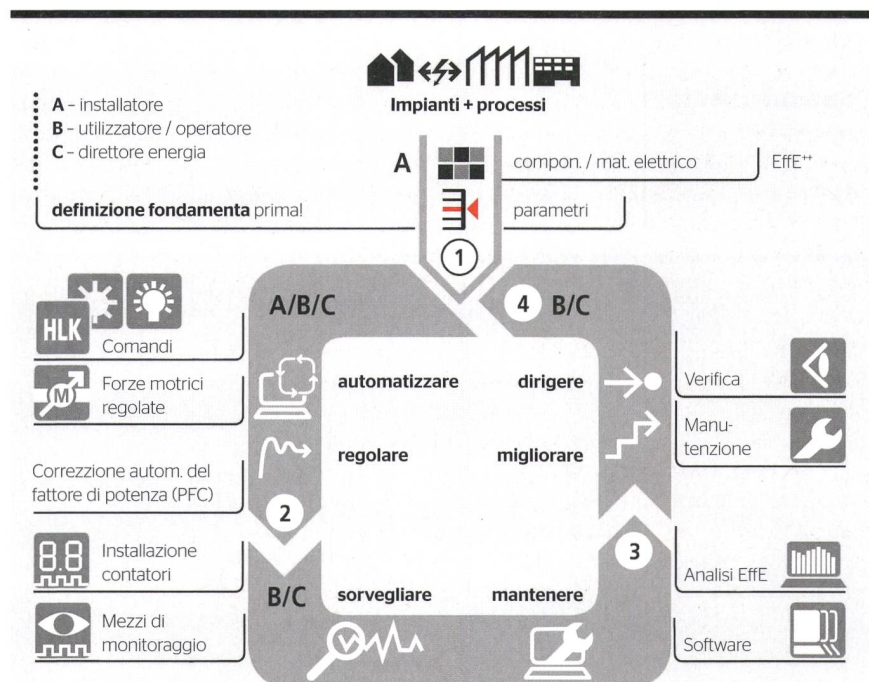 Impianti + processi
A – installatore
B – utilizzatore / operatore
C – direttore energia
definizione fondamenta prima!
A
compon. / mat. elettrico
EffE++
parametri
1
A/B/C
4 B/C
HLK
Comandi
M
Forze motrici
regolate
Correzzione autom. del
fattore di potenza (PFC)
2
8.8
Installazione
contatori
Mezzi di
monitoraggio
B/C
automatizzare
dirigere
regolare
migliorare
sorvegliare
mantenere
Verifica
Manu-
tenzione
3
Analisi EffE
Software